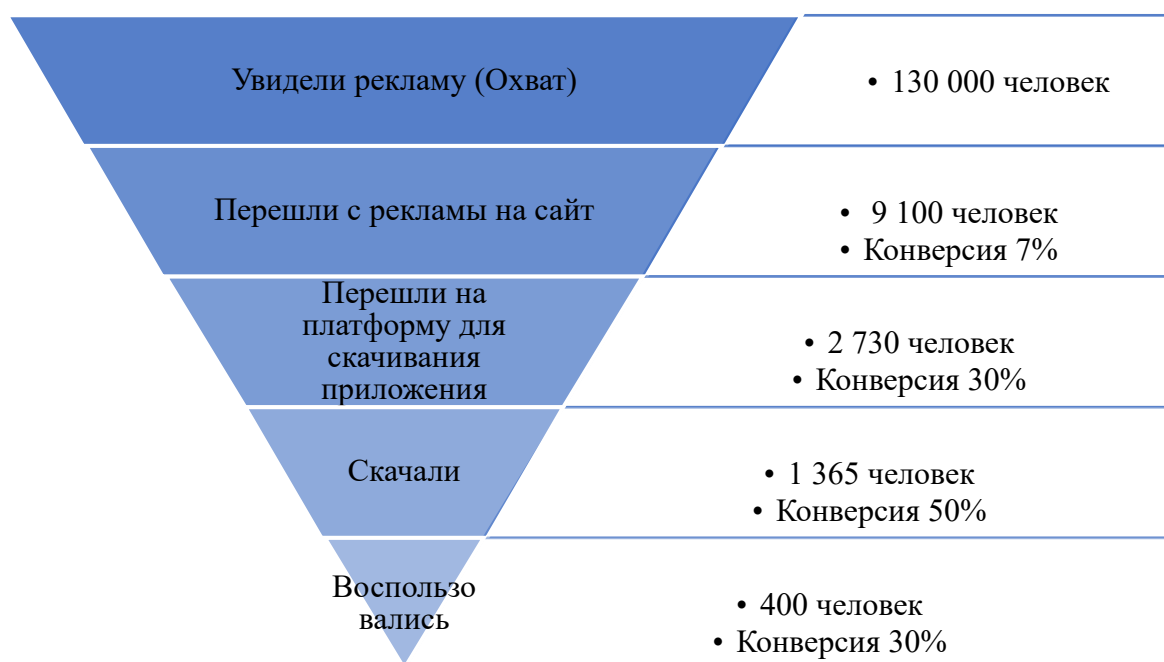 Увидели рекламу (Охват)
• 130 000 человек
Перешли с рекламы на сайт
• 9 100 человек
• Конверсия 7%
Перешли на
платформу для
скачивания
приложения
• 2 730 человек
• Конверсия 30%
Скачали
• 1 365 человек
• Конверсия 50%
Воспользо
вались
• 400 человек
• Конверсия 30%